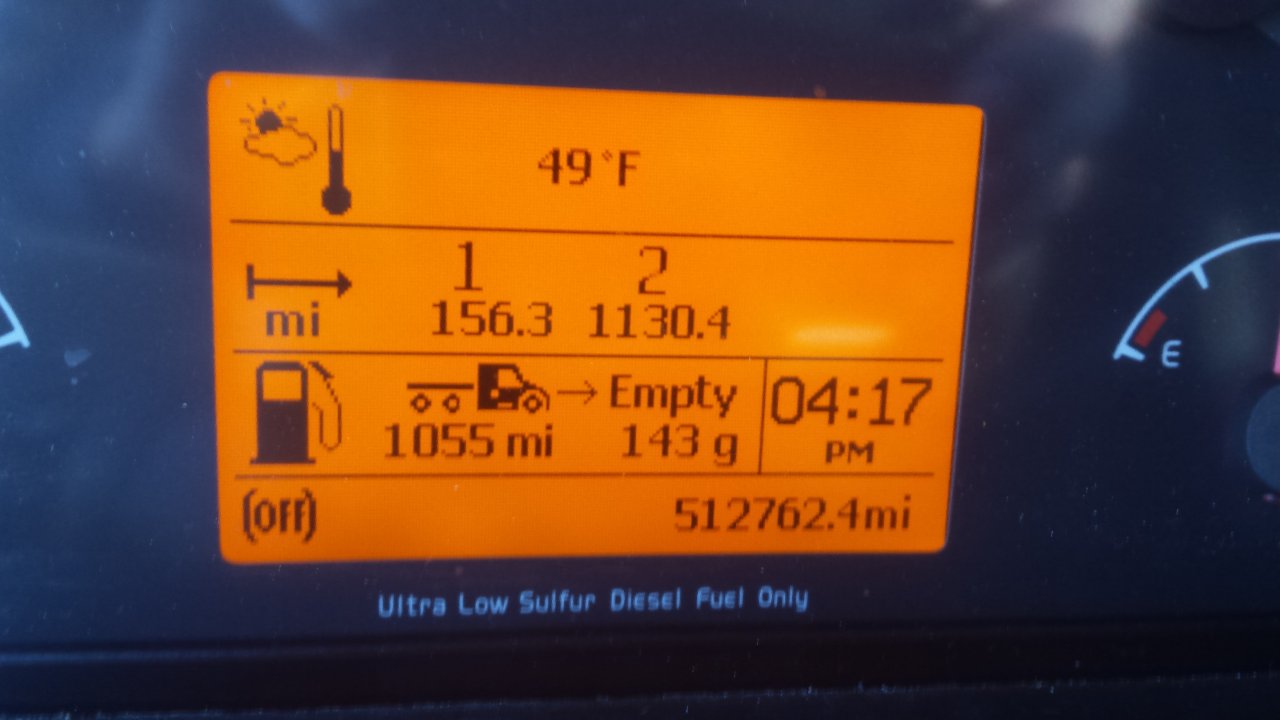 49°F
1 2
mi 156.3 1130.4
Empty 04:17
1055 mi 143 g PM
(OFF) 512762.4mi
E
Ultra Low Sulfur Diesel Fuel Only